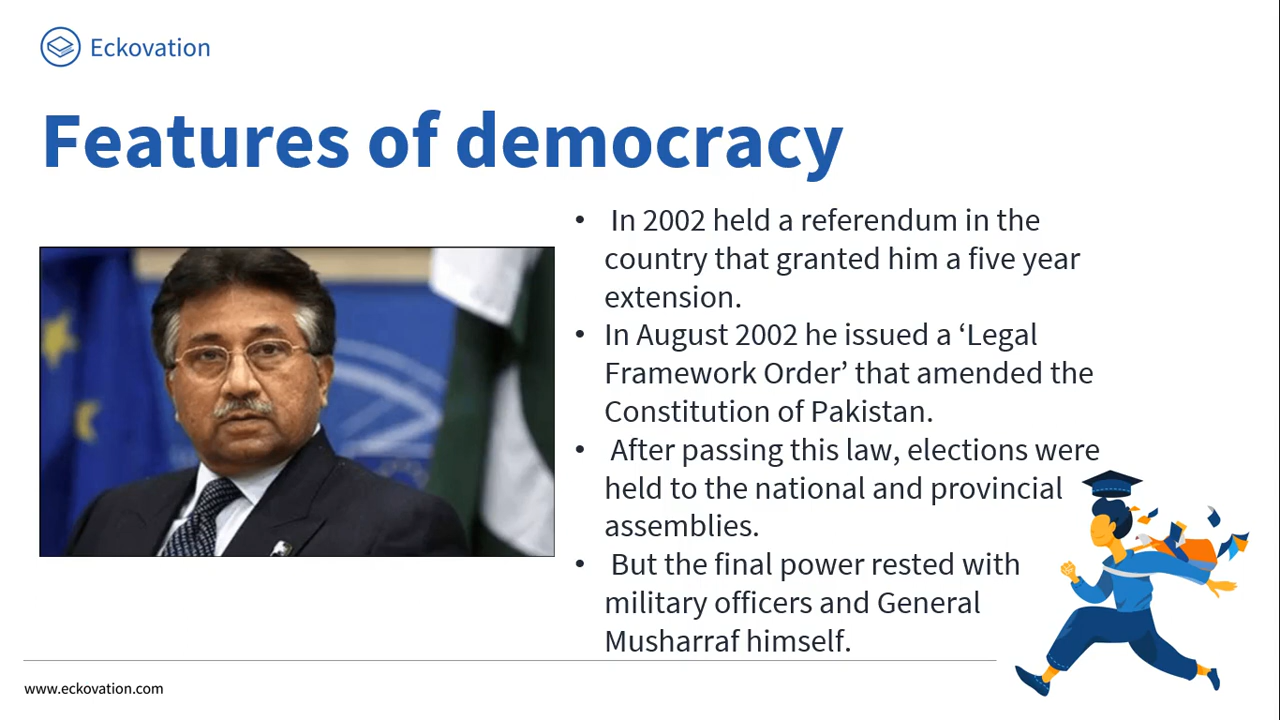 Eckovation
Features of democracy
• In 2002 held a referendum in the
country that granted him a five year
extension.
• In August 2002 he issued a ‘Legal
Framework Order’ that amended the
Constitution of Pakistan.
• After passing this law, elections were
held to the national and provincial
assemblies.
• But the final power rested with
military officers and General
Musharraf himself.
www.eckovation.com